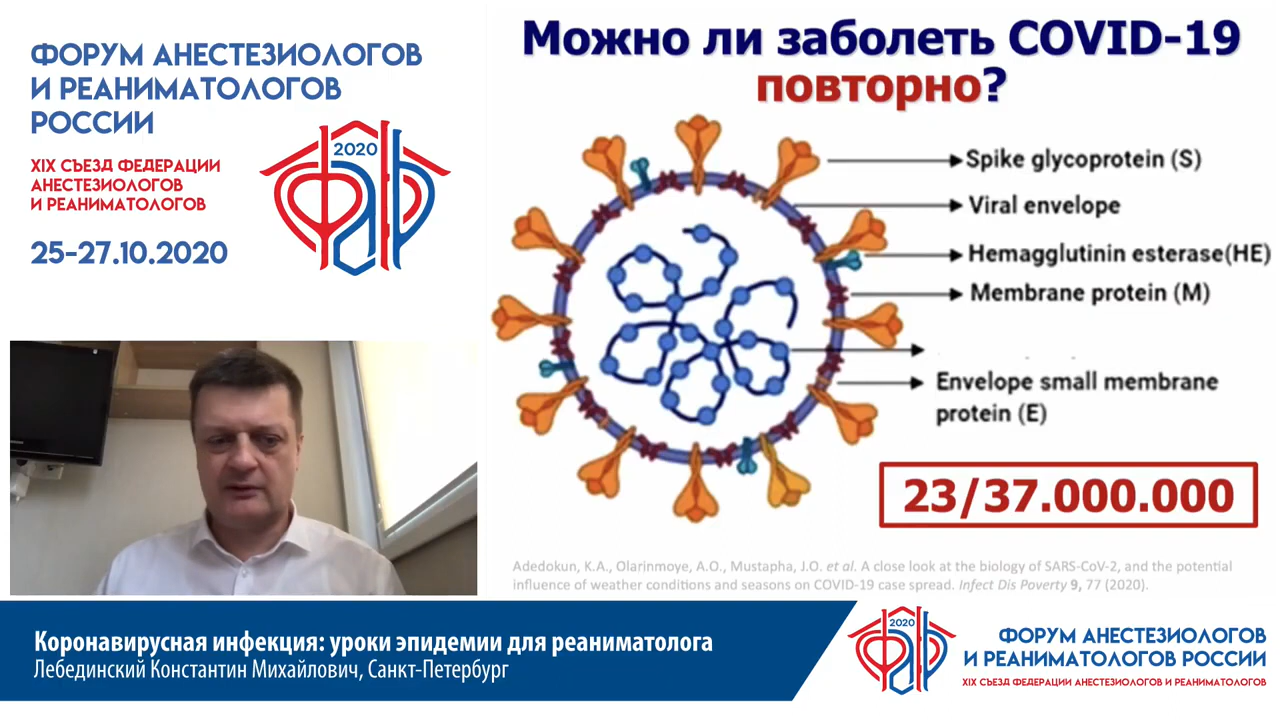 ФОРУМ АНЕСТЕЗИОЛОГОВ
И РЕАНИМАТОЛОГОВ
РОССИИ
XIX СЪЕЗД ФЕДЕРАЦИИ
АНЕСТЕЗИОЛОГОВ
И РЕАНИМАТОЛОГОВ
25-27.10.2020
2020
ФАР
Можно ли заболеть COVID-19
повторно?
Spike glycoprotein (S)
Viral envelope
Hemagglutinin esterase(HE)
Membrane protein (M)
Envelope small membrane
protein (E)
23/37.000.000
Adedokun, K.A., Olarinmoye, A.O., Mustapha, J.O. et al. A close look at the biology of SARS-CoV-2, and the potential
influence of weather conditions and seasons on COVID-19 case spread. Infect Dis Poverty 9, 77 (2020).
Коронавирусная инфекция: уроки эпидемии для реаниматолога
Лебединский Константин Михайлович, Санкт-Петербург
2020
ФАР
ФОРУМ АНЕСТЕЗИОЛОГОВ
И РЕАНИМАТОЛОГОВ РОССИИ
XIX СЪЕЗД ФЕДЕРАЦИИ АНЕСТЕЗИОЛОГОВ И РЕАНИМАТОЛОГОВ